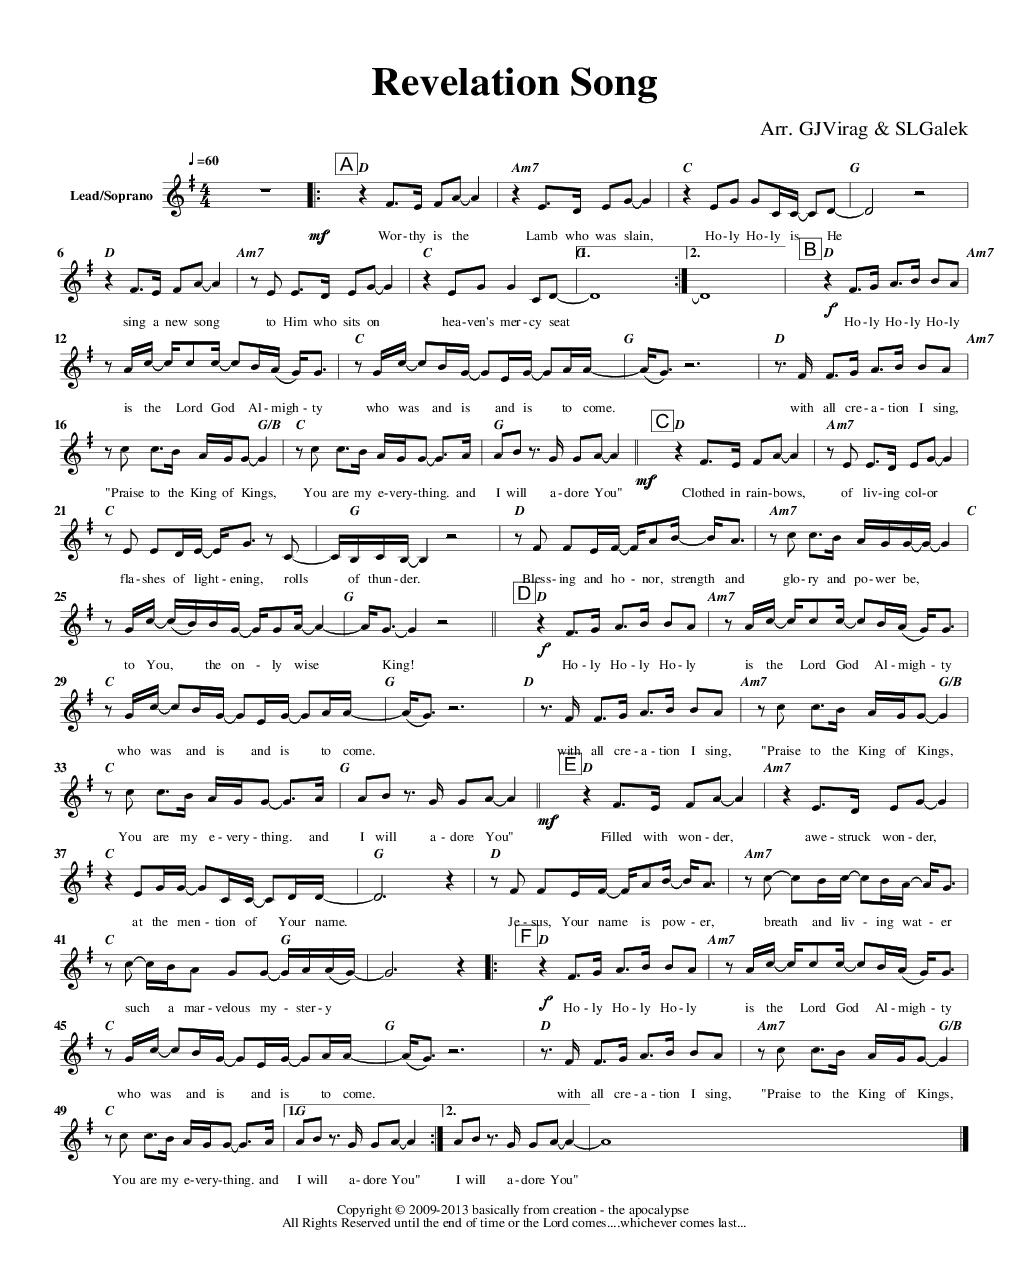 Revelation Song
Arr. GJVirag & SLGalek
♩=60
A
D Am7 C G
Lead/Soprano
mf Wor-thy is the Lamb who was slain, Ho-ly Ho-ly is He
B
6 D Am7 C G 1. 2. D Am7
f
sing a new song to Him who sits on hea-ven's mer-cy seat Ho-ly Ho-ly Ho-ly
12 C G D Am7
is the Lord God Al-migh-ty who was and is and is to come. with all cre-a-tion I sing,
C
16 G/B C G D Am7
"Praise to the King of Kings, You are my e-very-thing. and I will a-dore You" mf Clothed in rain-bows, of liv-ing col-or
21 C G D Am7 C
fla-shes of light-ening, rolls of thun-der. Bless-ing and ho-nor, strength and glo-ry and po-wer be,
D
25 G D Am7
f
to You, the on-ly wise King! Ho-ly Ho-ly Ho-ly is the Lord God Al-migh-ty
29 C G D Am7 G/B
who was and is and is to come. with all cre-a-tion I sing, "Praise to the King of Kings,
E
33 C G D Am7
mf
You are my e-very-thing. and I will a-dore You" Filled with won-der, awe-struck won-der,
37 C G D Am7
at the men-tion of Your name. Je-sus, Your name is pow-er, breath and liv-ing wat-er
F
41 C G D Am7
such a mar-velous my-ster-y f Ho-ly Ho-ly Ho-ly is the Lord God Al-migh-ty
45 C G D Am7 G/B
who was and is and is to come. with all cre-a-tion I sing, "Praise to the King of Kings,
49 C 1. G 2.
You are my e-very-thing. and I will a-dore You" I will a-dore You"
Copyright © 2009-2013 basically from creation - the apocalypse
All Rights Reserved until the end of time or the Lord comes....whichever comes last...